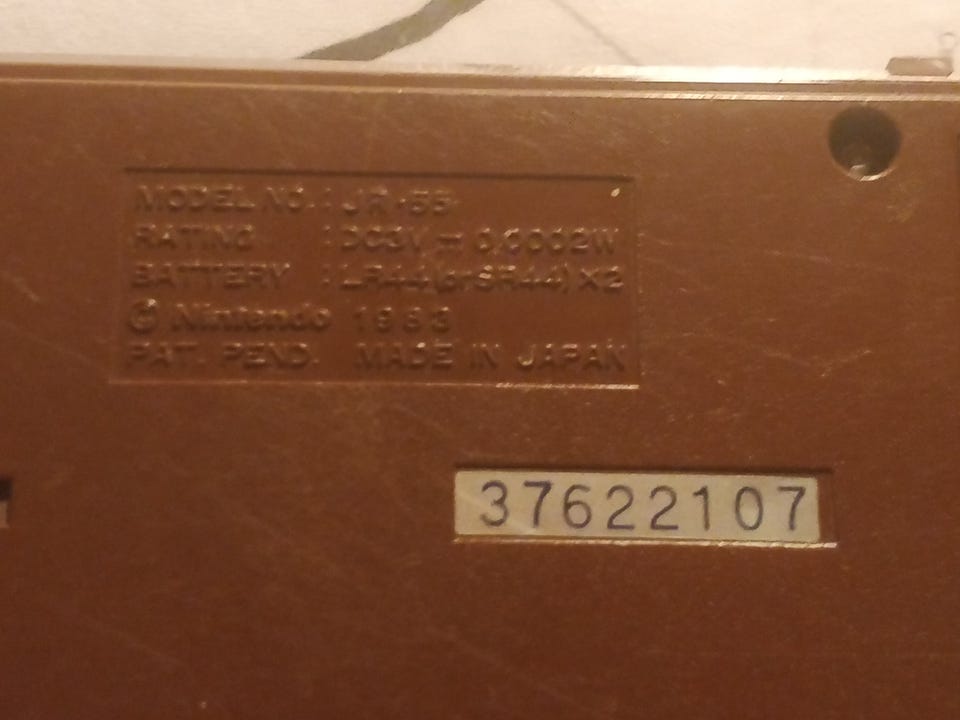 MODEL NO. : JR-55
RATING : DC3V ⎓ 0.0002W
BATTERY : LR44(or SR44) X2
© Nintendo 1983
PAT. PEND. MADE IN JAPAN
37622107